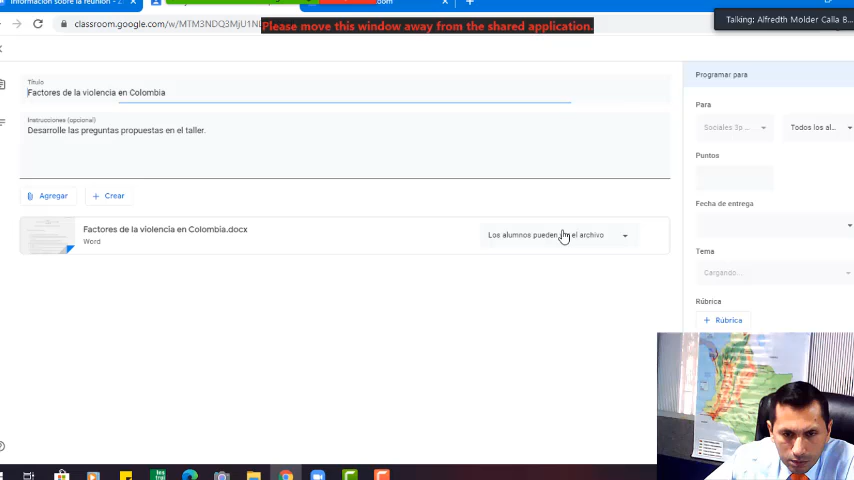 Información sobre la reunión - Z
.com
classroom.google.com/w/MTM3NDQ3MjU1N
Please move this window away from the shared application.
Talking: Alfredth Molder Calla B...
Título
Factores de la violencia en Colombia
Programar para
Instrucciones (opcional)
Desarrolle las preguntas propuestas en el taller.
Para
Sociales 3p...
Todos los al...
Puntos
Agregar
Crear
Fecha de entrega
Factores de la violencia en Colombia.docx
Word
Los alumnos pueden el archivo
Tema
Cargando...
Rúbrica
+ Rúbrica